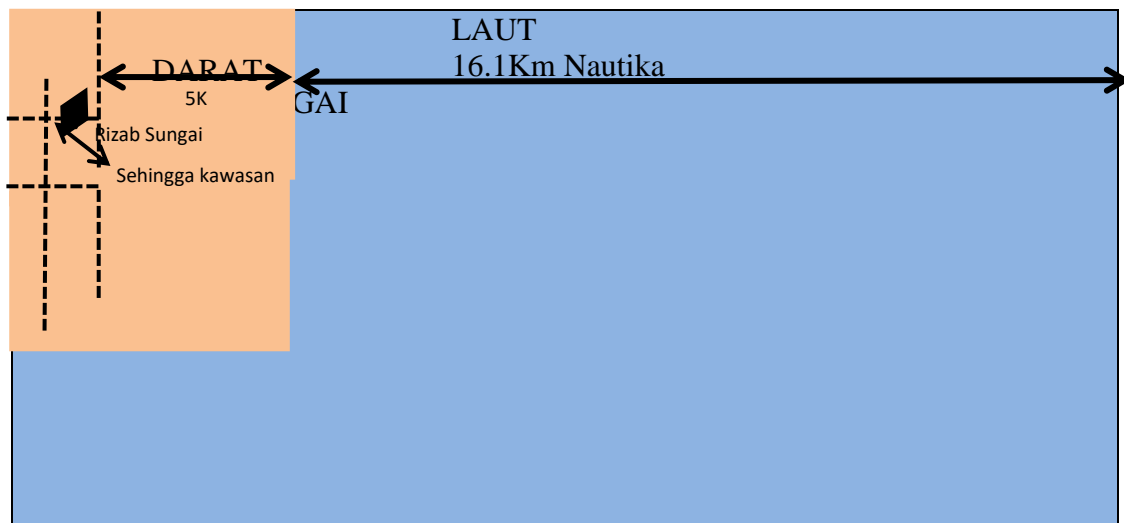 LAUT
16.1Km Nautika
DARAT
5K
GAI
Rizab Sungai
Sehingga kawasan